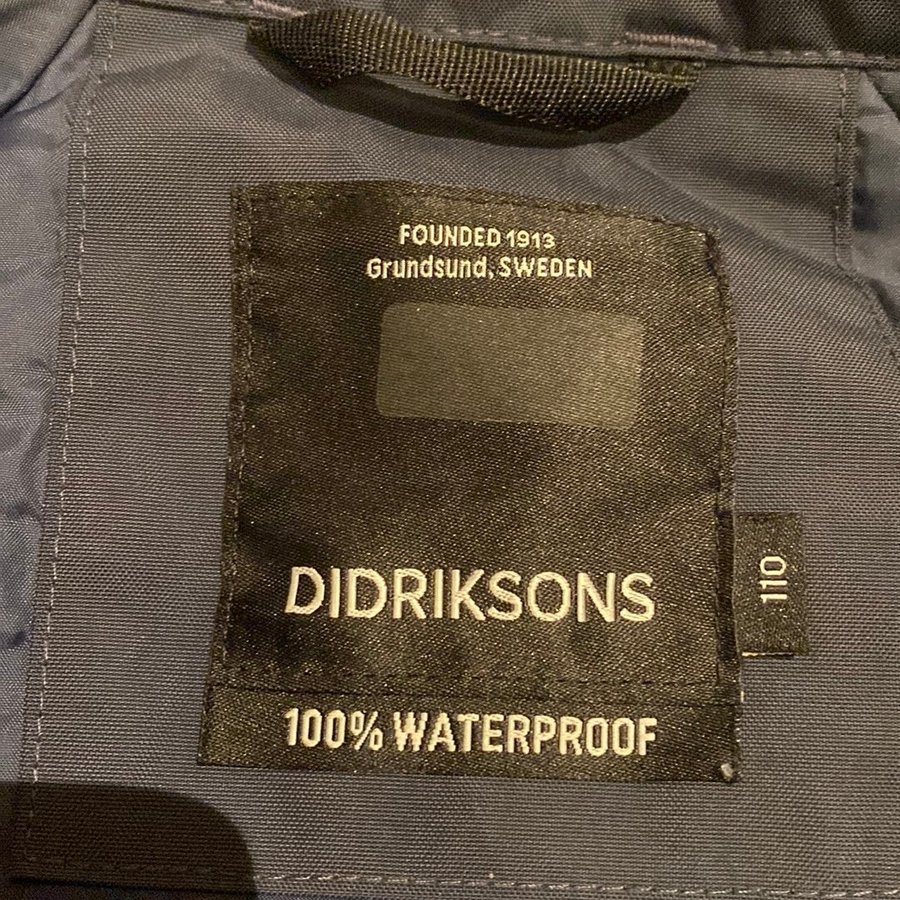 FOUNDED 1913
Grundsund, SWEDEN
DIDRIKSONS
110
100% WATERPROOF